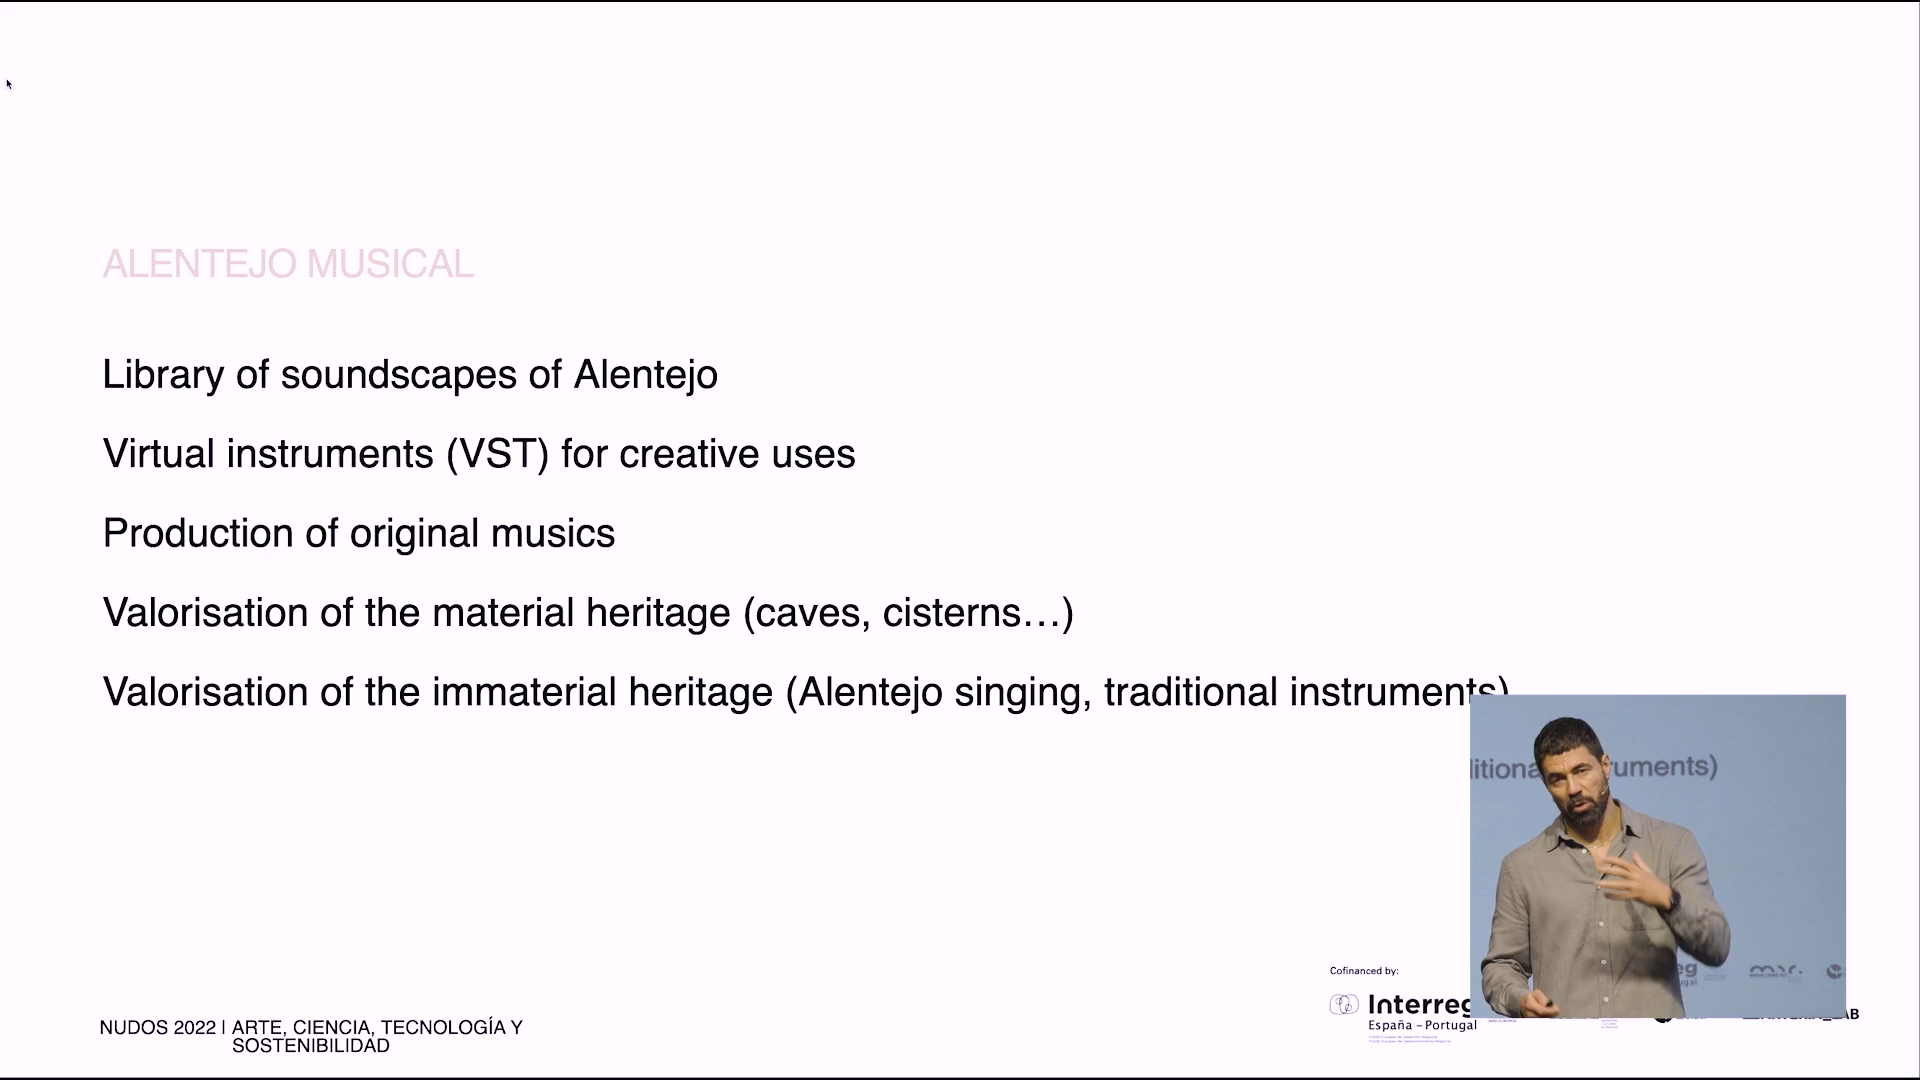 ALENTEJO MUSICAL
Library of soundscapes of Alentejo
Virtual instruments (VST) for creative uses
Production of original musics
Valorisation of the material heritage (caves, cisterns…)
Valorisation of the immaterial heritage (Alentejo singing, traditional instruments)
uments)
Cofinanced by:
Interreg
España – Portugal
NUDOS 2022 | ARTE, CIENCIA, TECNOLOGÍA Y
SOSTENIBILIDAD